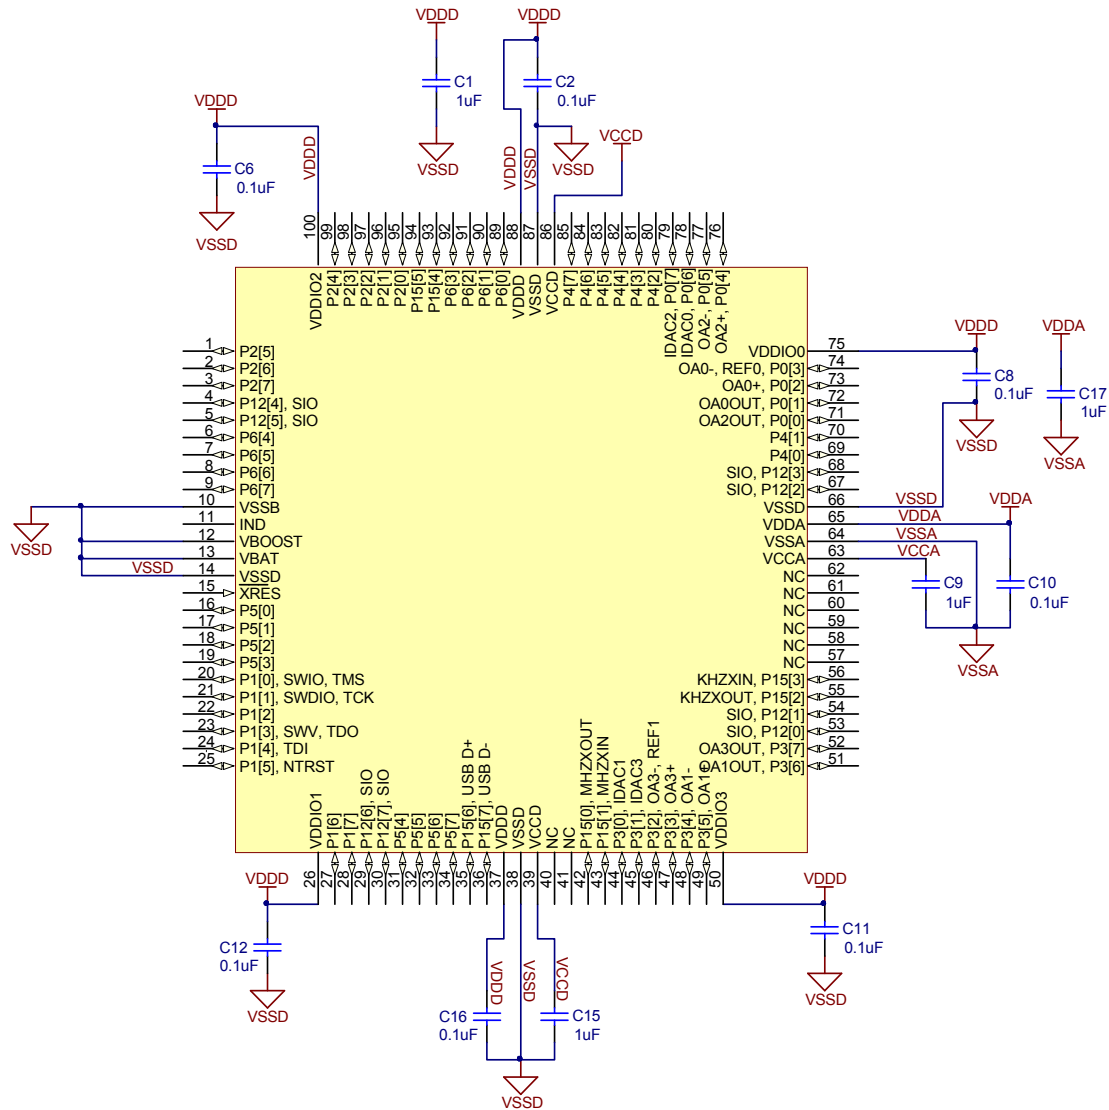 VDDD
VDDD
C1
1uF
C2
0.1uF
VDDD
VCCD
C6
0.1uF
VSSD
VSSD
VSSD
VDDD
VDDD
VSSD
100
99
98
97
96
95
94
93
92
91
90
89
88
87
86
85
84
83
82
81
80
79
78
77
76
VDDIO2
P2[4]
P2[3]
P2[2]
P2[1]
P2[0]
P15[5]
P15[4]
P6[3]
P6[2]
P6[1]
P6[0]
VDDD
VSSD
VCCD
P4[7]
P4[6]
P4[5]
P4[4]
P4[3]
P4[2]
IDAC2, P0[7]
IDAC0, P0[6]
OA2-, P0[5]
OA2+, P0[4]
1 P2[5]
2 P2[6]
3 P2[7]
4 P12[4], SIO
5 P12[5], SIO
6 P6[4]
7 P6[5]
8 P6[6]
9 P6[7]
10 VSSB
11 IND
12 VBOOST
13 VBAT
VSSD 14 VSSD
15 XRES
16 P5[0]
17 P5[1]
18 P5[2]
19 P5[3]
20 P1[0], SWIO, TMS
21 P1[1], SWDIO, TCK
22 P1[2]
23 P1[3], SWV, TDO
24 P1[4], TDI
25 P1[5], NTRST
VSSD
VDDIO0 75
OA0-, REF0, P0[3] 74
OA0+, P0[2] 73
OA0OUT, P0[1] 72
OA2OUT, P0[0] 71
P4[1] 70
P4[0] 69
SIO, P12[3] 68
SIO, P12[2] 67
VSSD 66 VSSD
VDDA 65 VDDA
VSSA 64 VSSA
VCCA 63 VCCA
NC 62
NC 61
NC 60
NC 59
NC 58
NC 57
KHZXIN, P15[3] 56
KHZXOUT, P15[2] 55
SIO, P12[1] 54
SIO, P12[0] 53
OA3OUT, P3[7] 52
OA1OUT, P3[6] 51
VDDD
C8
0.1uF
VSSD
VDDA
C17
1uF
VSSA
VDDA
C9
1uF
C10
0.1uF
VSSA
VDDIO1
P1[6]
P1[7]
P12[6], SIO
P12[7], SIO
P5[4]
P5[5]
P5[6]
P5[7]
P15[6], USB D+
P15[7], USB D-
VDDD
VSSD
VCCD
NC
NC
P15[0], MHZXOUT
P15[1], MHZXIN
P3[0], IDAC1
P3[1], IDAC3
P3[2], OA3-, REF1
P3[3], OA3+
P3[4], OA1-
P3[5], OA1+
VDDIO3
26
27
28
29
30
31
32
33
34
35
36
37
38
39
40
41
42
43
44
45
46
47
48
49
50
VDDD
C12
0.1uF
VSSD
VDDD
VSSD
VCCD
C16
0.1uF
C15
1uF
VSSD
VDDD
C11
0.1uF
VSSD